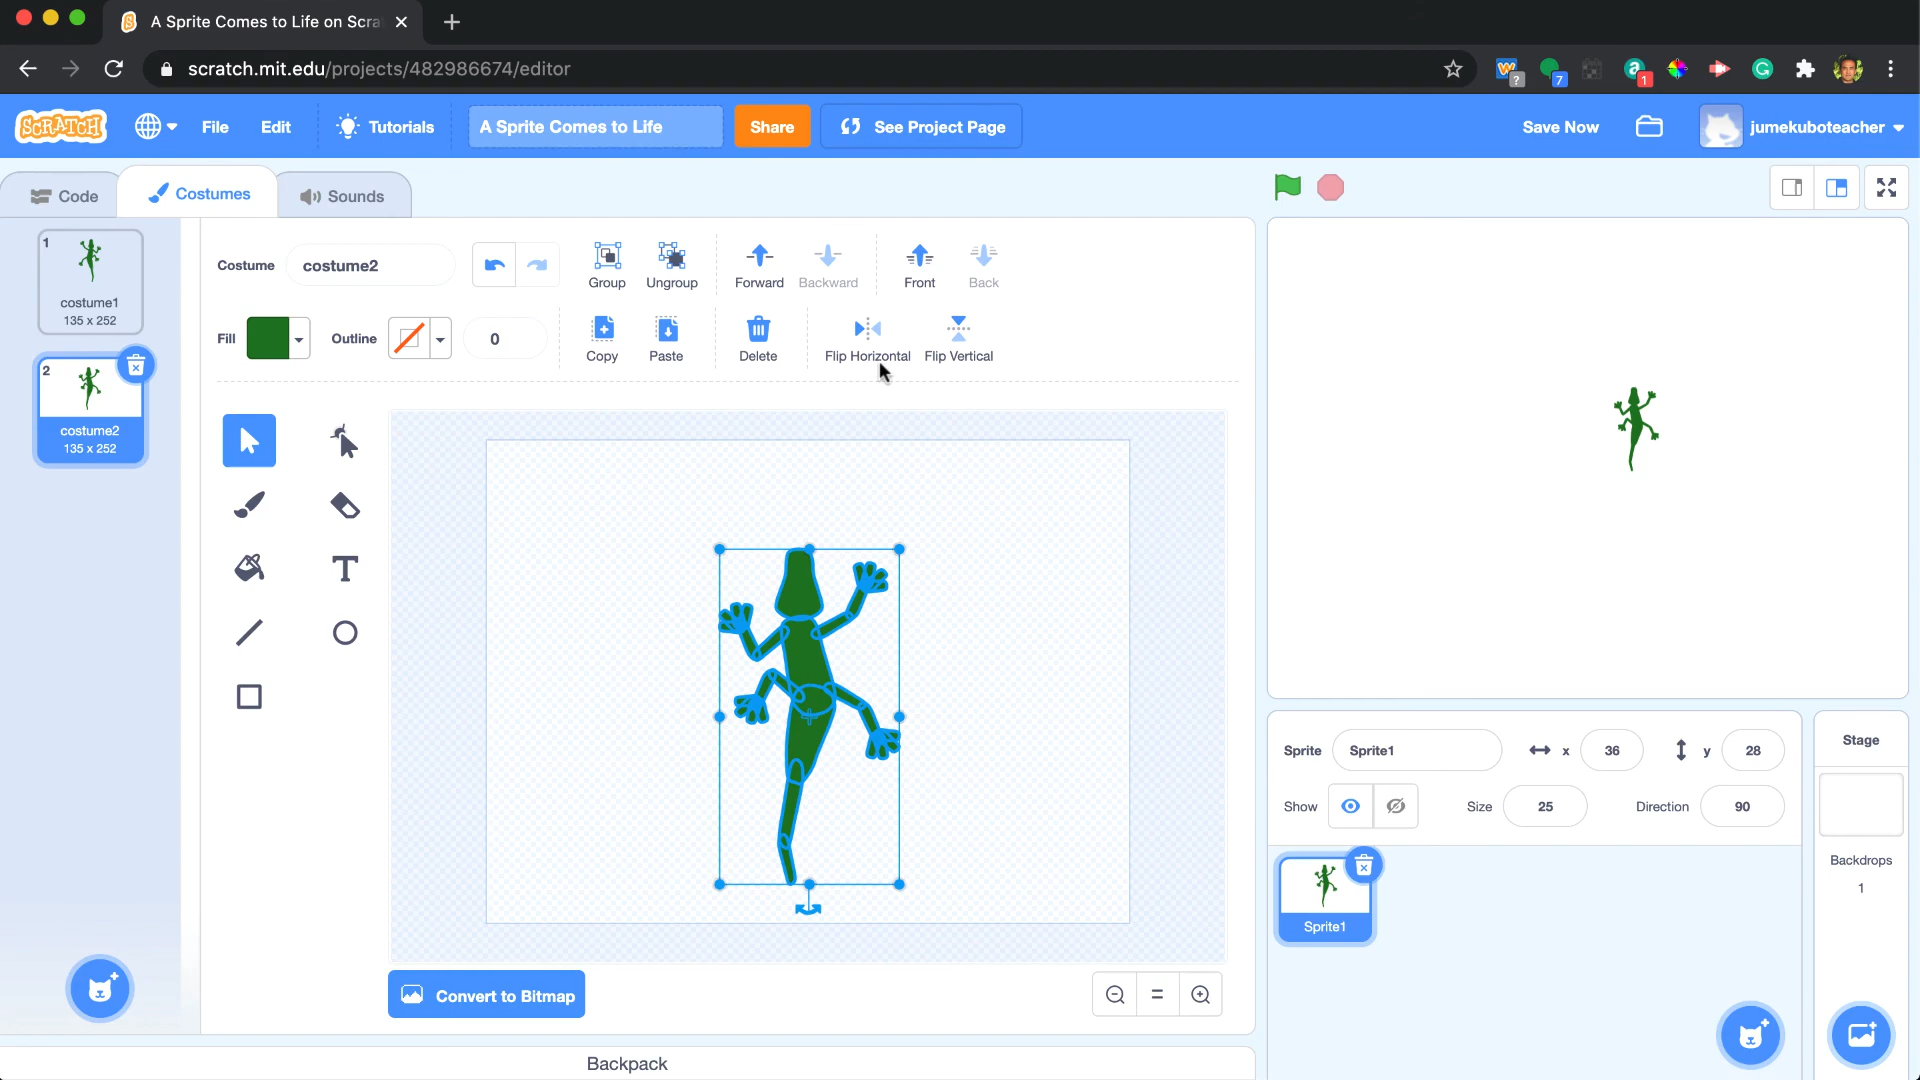 A Sprite Comes to Life on Scra
scratch.mit.edu/projects/482986674/editor
? 7 1
SCRATCH File Edit Tutorials A Sprite Comes to Life Share See Project Page Save Now jumekuboteacher
Code Costumes Sounds
1
costume1
135 x 252
2
costume2
135 x 252
Costume costume2 Group Ungroup Forward Backward Front Back
Fill Outline 0 Copy Paste Delete Flip Horizontal Flip Vertical
T
Convert to Bitmap
Backpack
Sprite Sprite1 x 36 y 28
Show Size 25 Direction 90
Sprite1
Stage
Backdrops
1